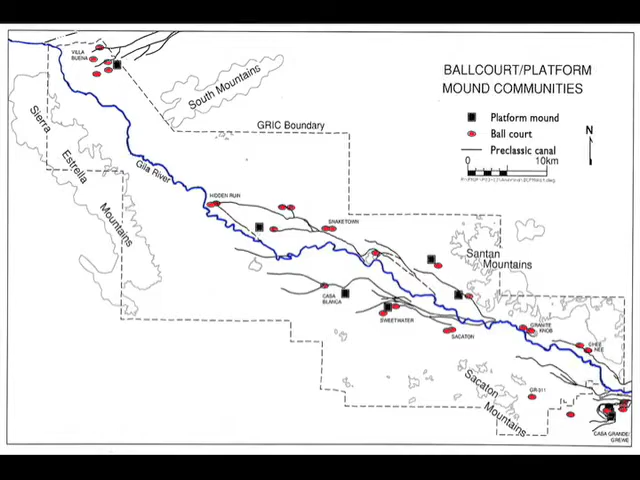 BALLCOURT/PLATFORM
MOUND COMMUNITIES
Platform mound
Ball court
Preclassic canal
0
10km
N
VILLA
BUENA
South Mountains
GRIC Boundary
Sierra
Estrella
Mountains
Gila River
HIDDEN RUIN
SNAKETOWN
Santan
Mountains
CASA
BLANCA
SWEETWATER
SACATON
GRANITE
KNOB
Sacaton
Mountains
CASA GRANDE/
GREWE